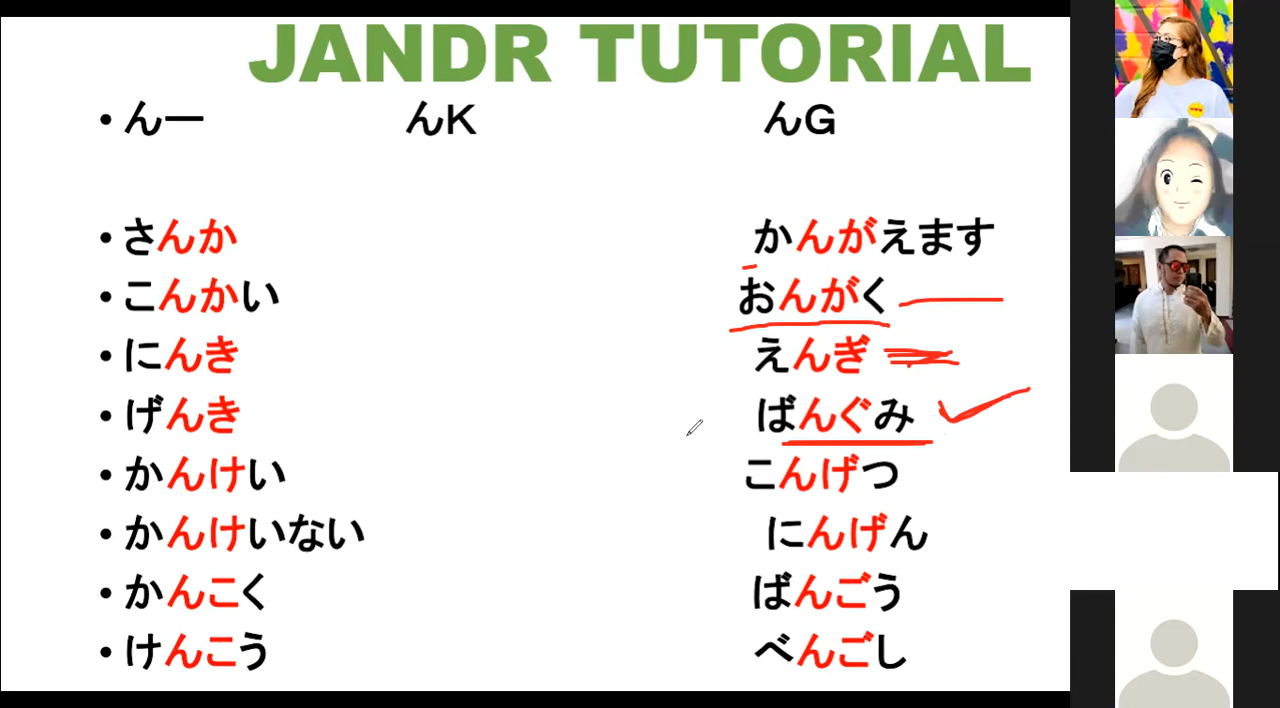 JANDR TUTORIAL
• んー んK んG
• さんか かんがえます
• こんかい おんがく
• にんき えんぎ
• げんき ばんぐみ
• かんけい こんげつ
• かんけいない にんげん
• かんこく ばんごう
• けんこう べんごし